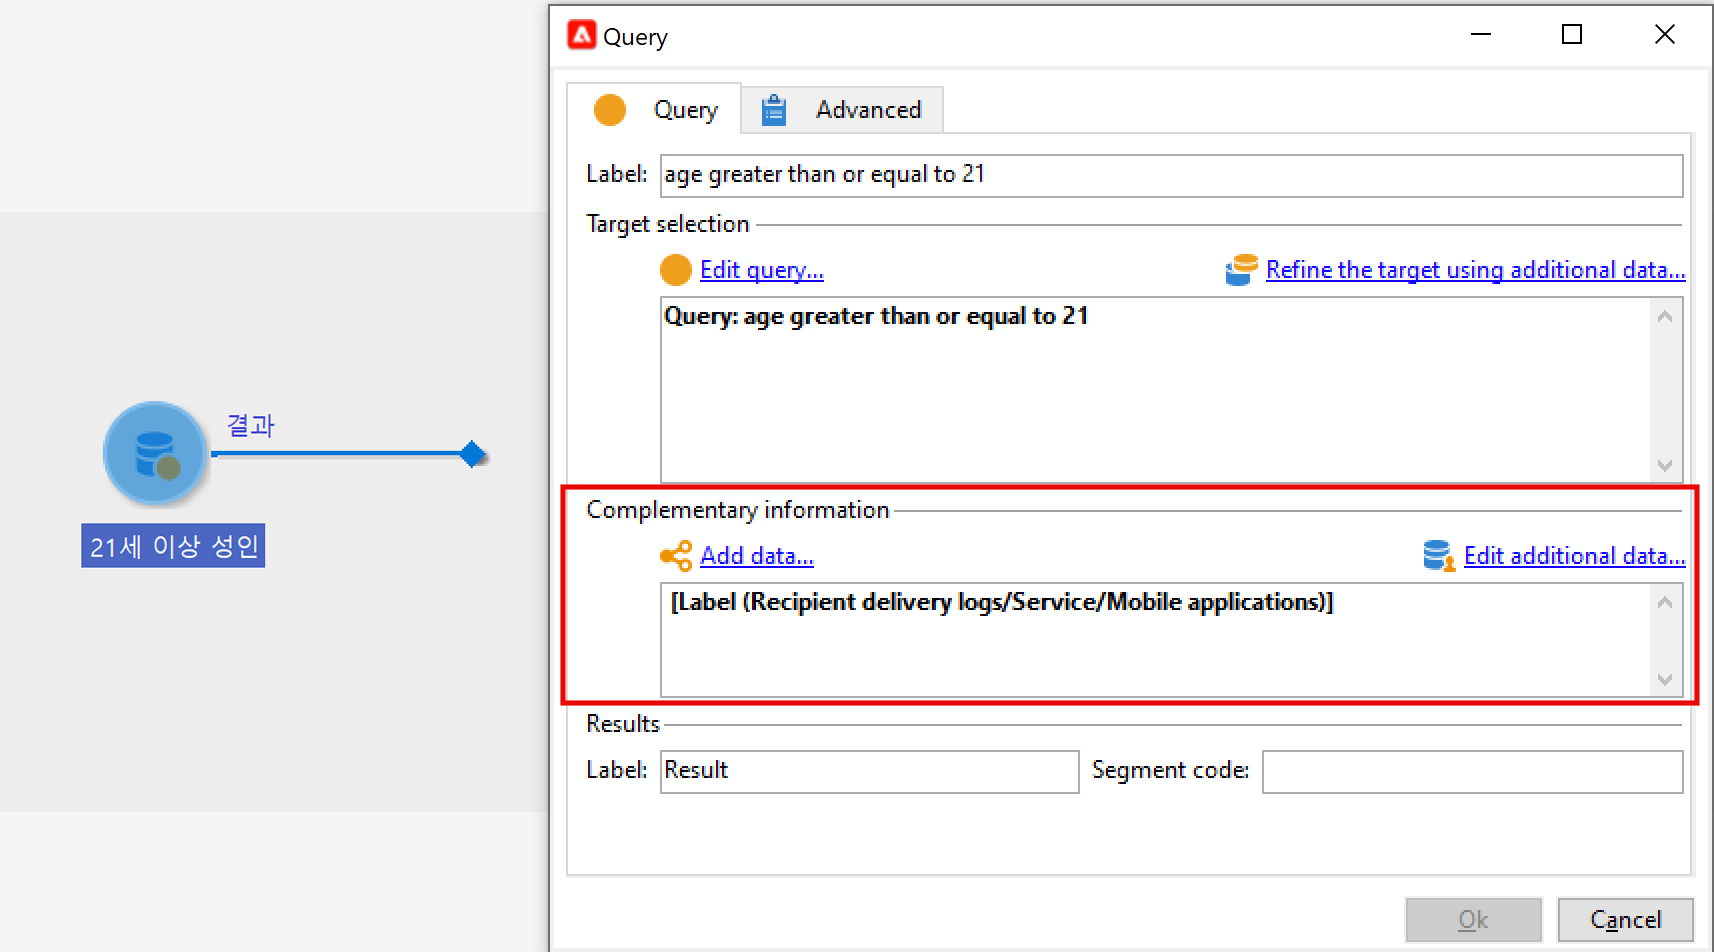 결과
21세 이상 성인
Query
Query
Advanced
Label: age greater than or equal to 21
Target selection
Edit query...
Refine the target using additional data...
Query: age greater than or equal to 21
Complementary information
Add data...
Edit additional data...
[Label (Recipient delivery logs/Service/Mobile applications)]
Results
Label: Result
Segment code:
Ok
Cancel